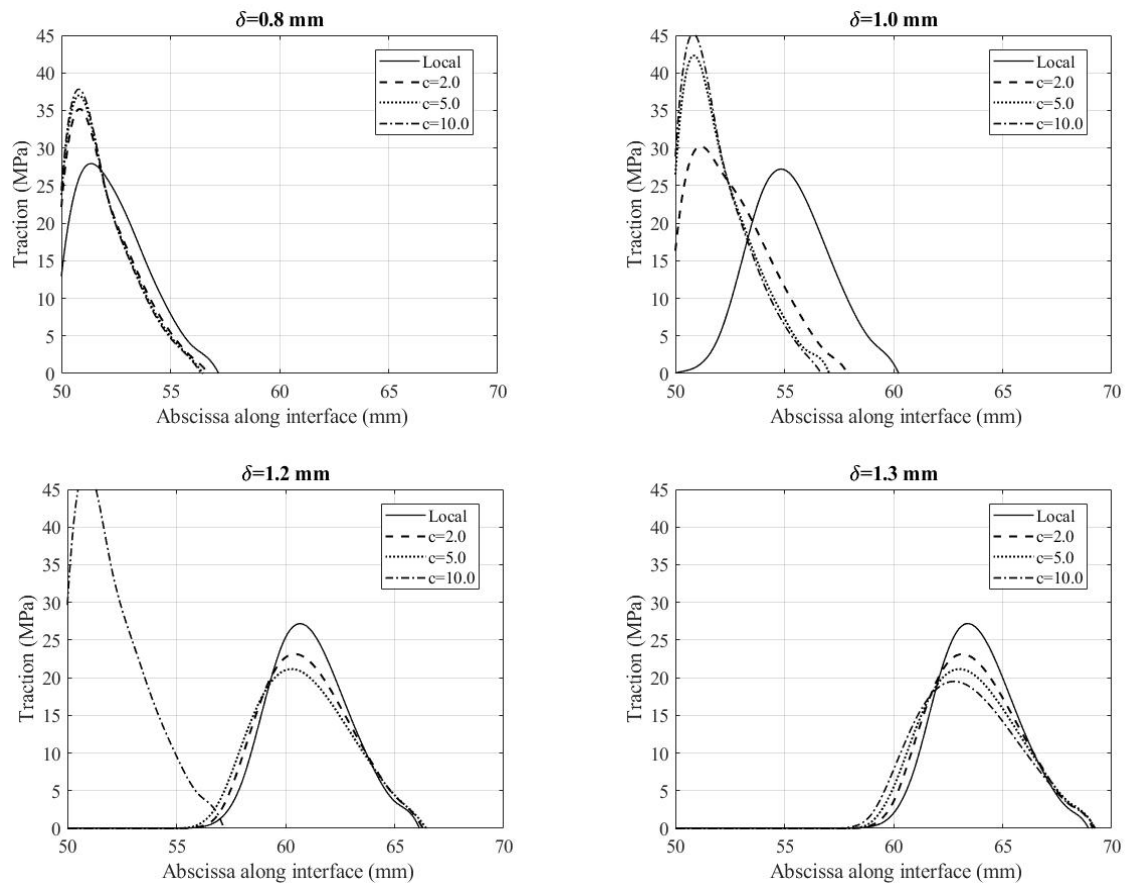 δ=0.8 mm
45
40
35
30
25
20
15
10
5
0
Traction (MPa)
Local
c=2.0
c=5.0
c=10.0
50 55 60 65 70
Abscissa along interface (mm)
δ=1.0 mm
45
40
35
30
25
20
15
10
5
0
Traction (MPa)
Local
c=2.0
c=5.0
c=10.0
50 55 60 65 70
Abscissa along interface (mm)
δ=1.2 mm
45
40
35
30
25
20
15
10
5
0
Traction (MPa)
Local
c=2.0
c=5.0
c=10.0
50 55 60 65 70
Abscissa along interface (mm)
δ=1.3 mm
45
40
35
30
25
20
15
10
5
0
Traction (MPa)
Local
c=2.0
c=5.0
c=10.0
50 55 60 65 70
Abscissa along interface (mm)